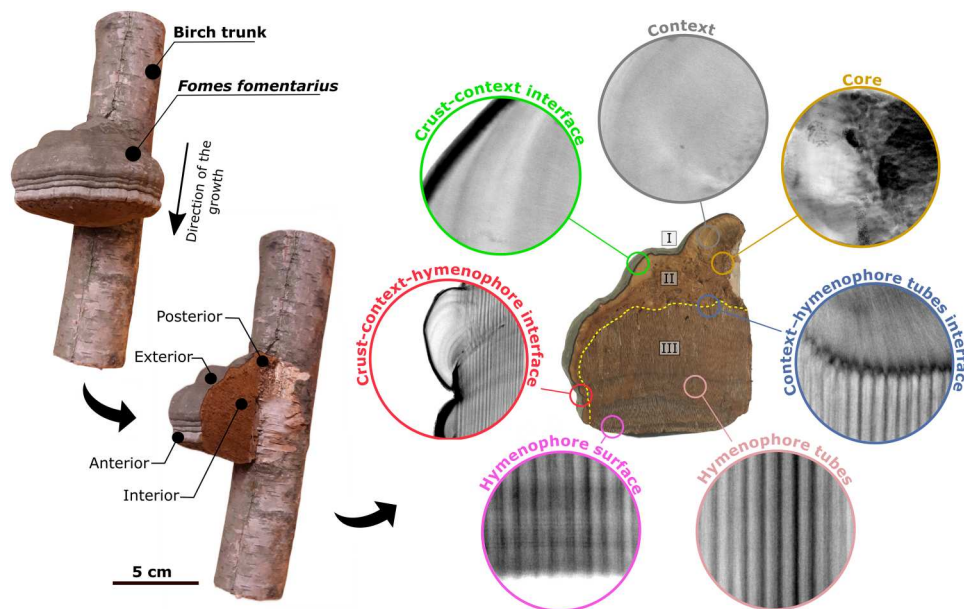 Birch trunk
Fomes fomentarius
Direction of the
growth
Posterior
Exterior
Anterior
Interior
5 cm
Context
Crust-context interface
Core
I
II
III
Crust-context-hymenophore interface
Context-hymenophore tubes
interface
Hymenophore surface
Hymenophore tubes